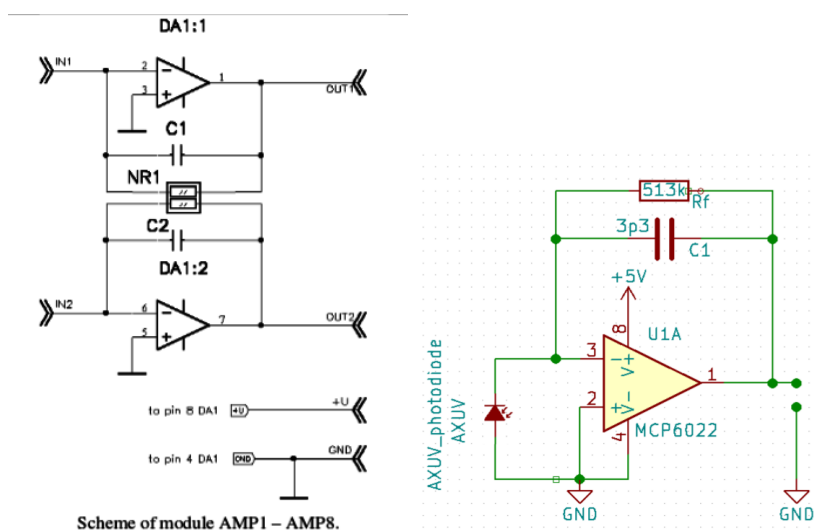 DA1:1
IN1
2
1
3
OUT1
C1
NR1
C2
DA1:2
IN2
6
7
5
OUT2
to pin 8 DA1 +U +U
to pin 4 DA1 GND GND
Scheme of module AMP1 – AMP8.
513k
Rf
3p3
C1
+5V
8
U1A
3
V+
1
2
V-
4
MCP6022
AXUV_photodiode
AXUV
GND
GND